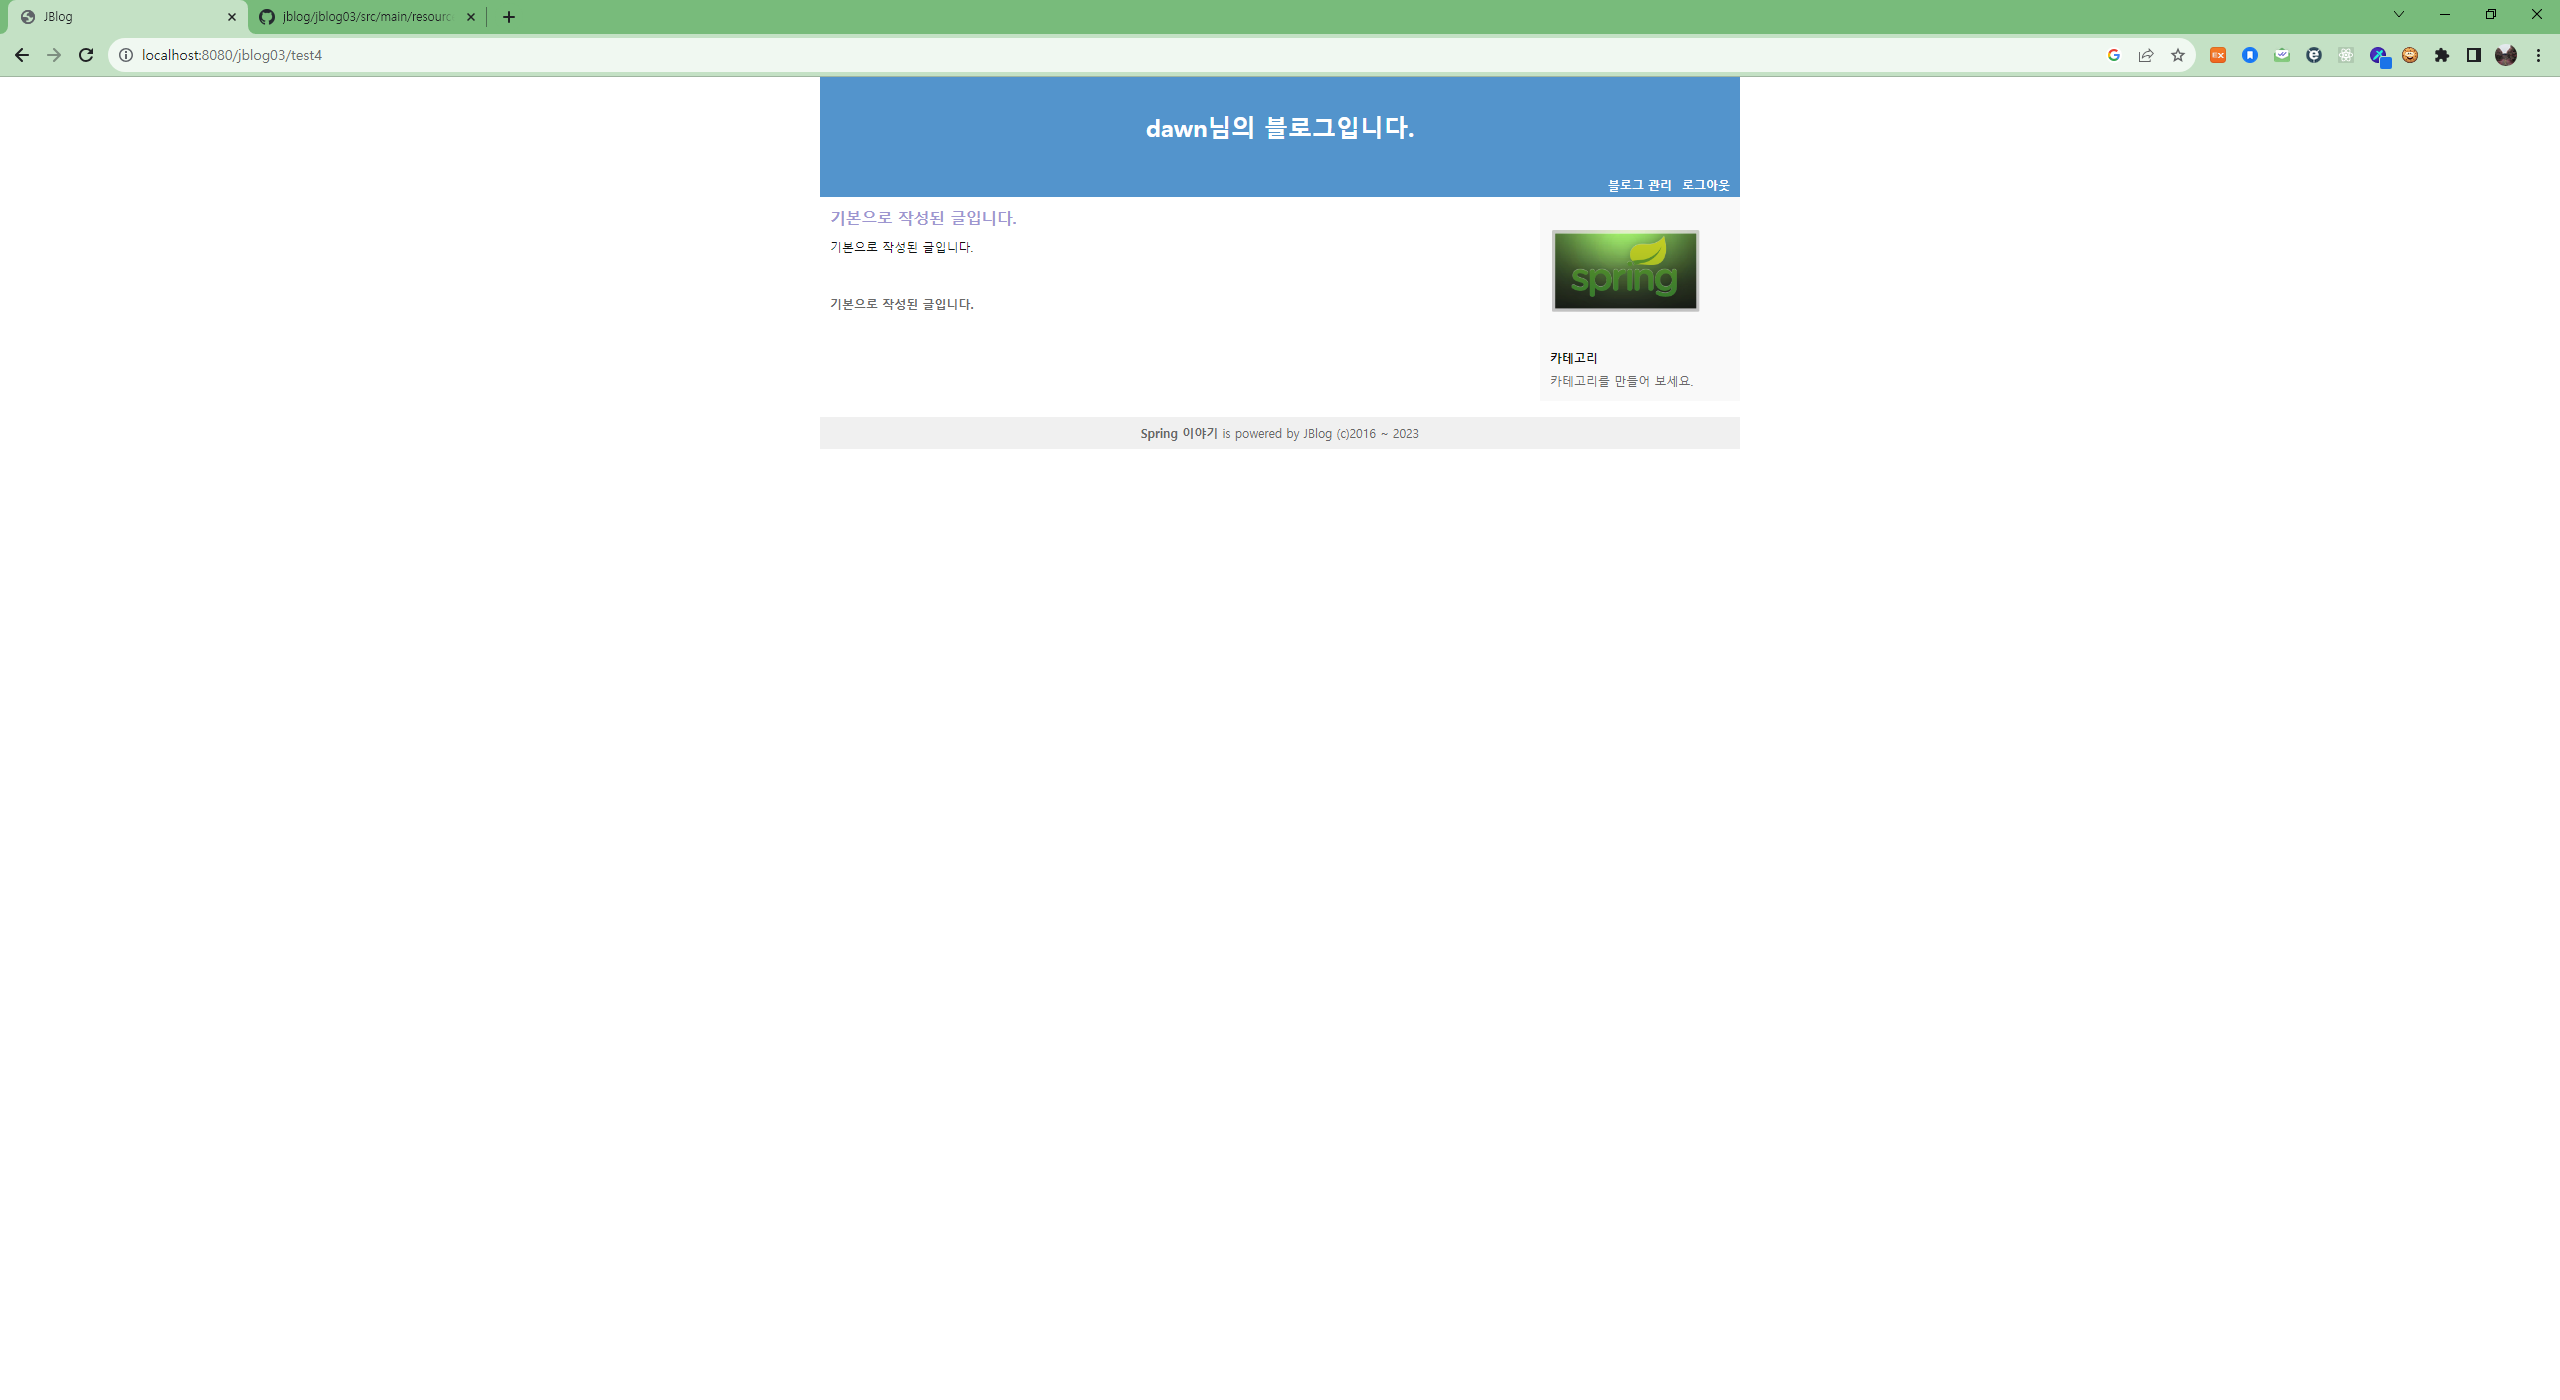 JBlog
jblog/jblog03/src/main/resourc
localhost:8080/jblog03/test4
dawn님의 블로그입니다.
블로그 관리 로그아웃
기본으로 작성된 글입니다.
기본으로 작성된 글입니다.
기본으로 작성된 글입니다.
spring
카테고리
카테고리를 만들어 보세요.
Spring 이야기 is powered by JBlog (c)2016 ~ 2023